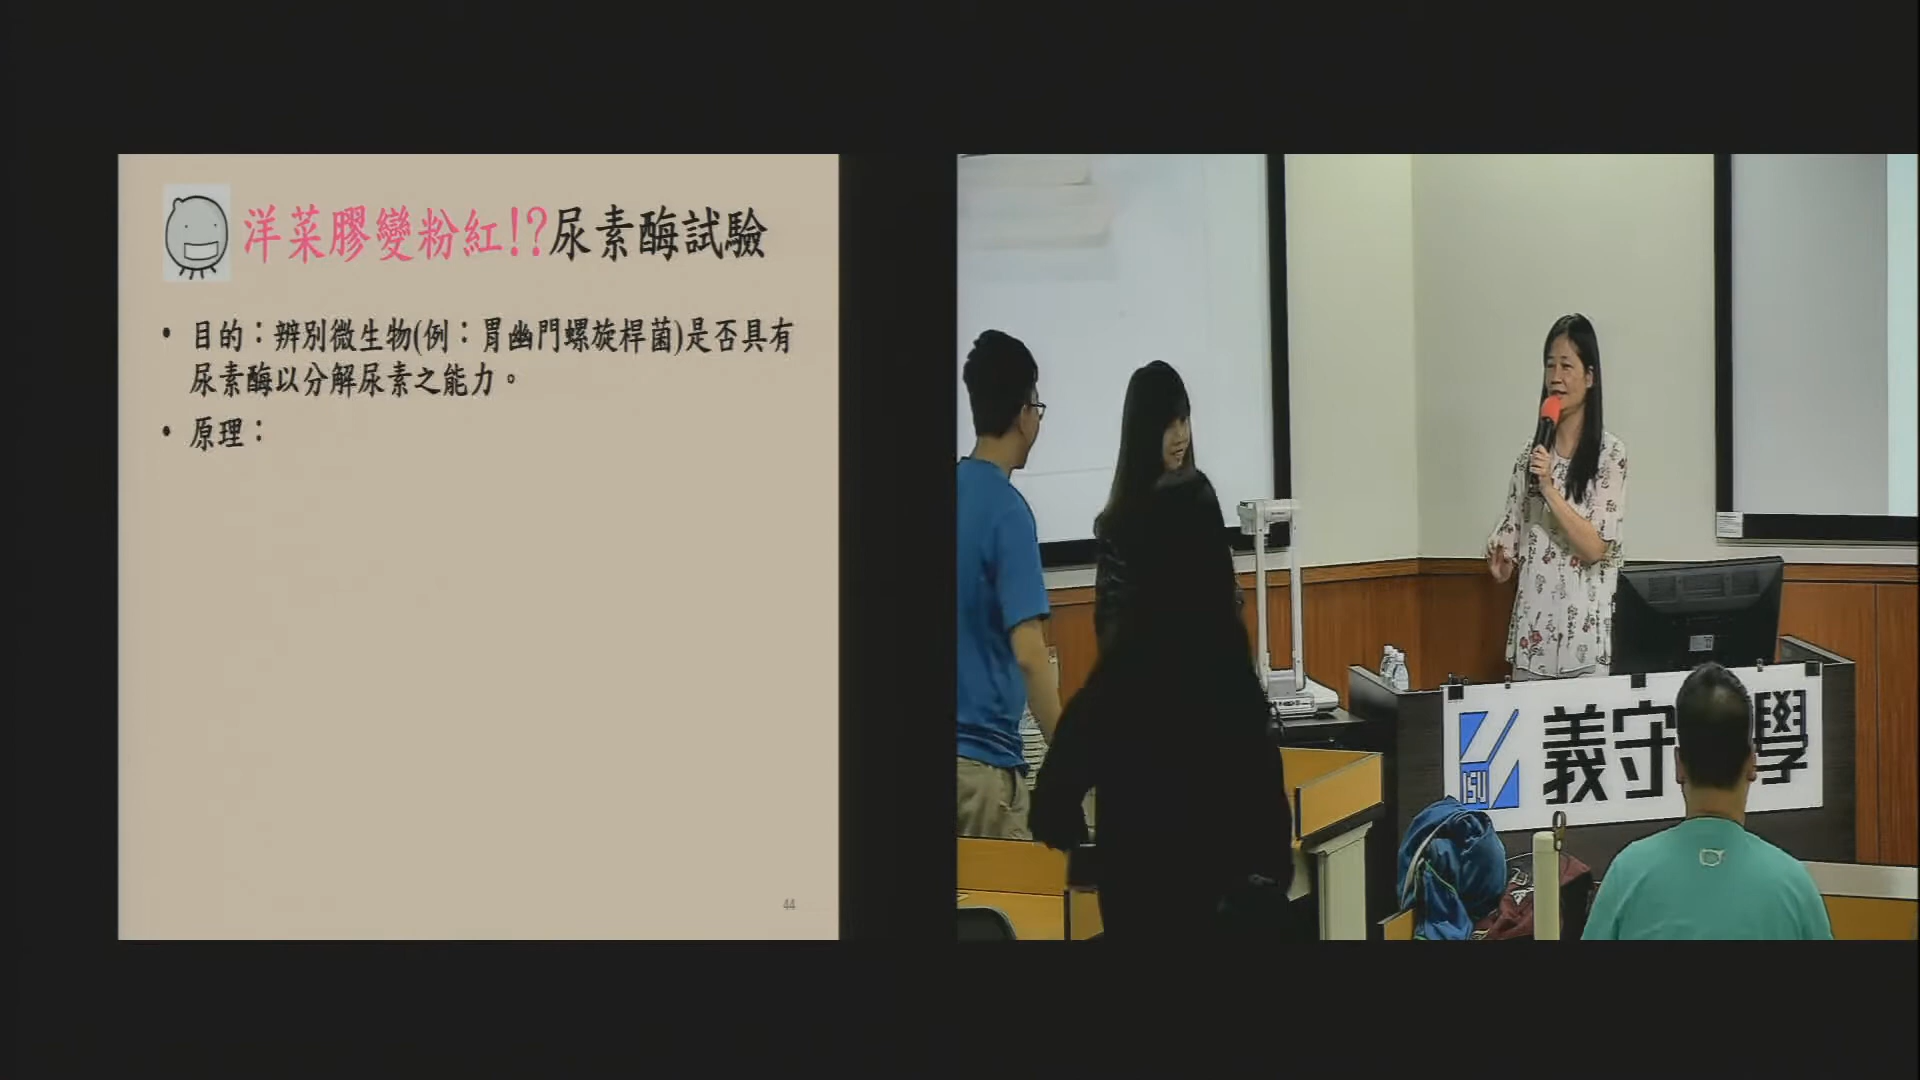 洋菜膠變粉紅!?尿素酶試驗
• 目的：辨別微生物(例：胃幽門螺旋桿菌)是否具有
尿素酶以分解尿素之能力。
• 原理：
44
ISU
義守學